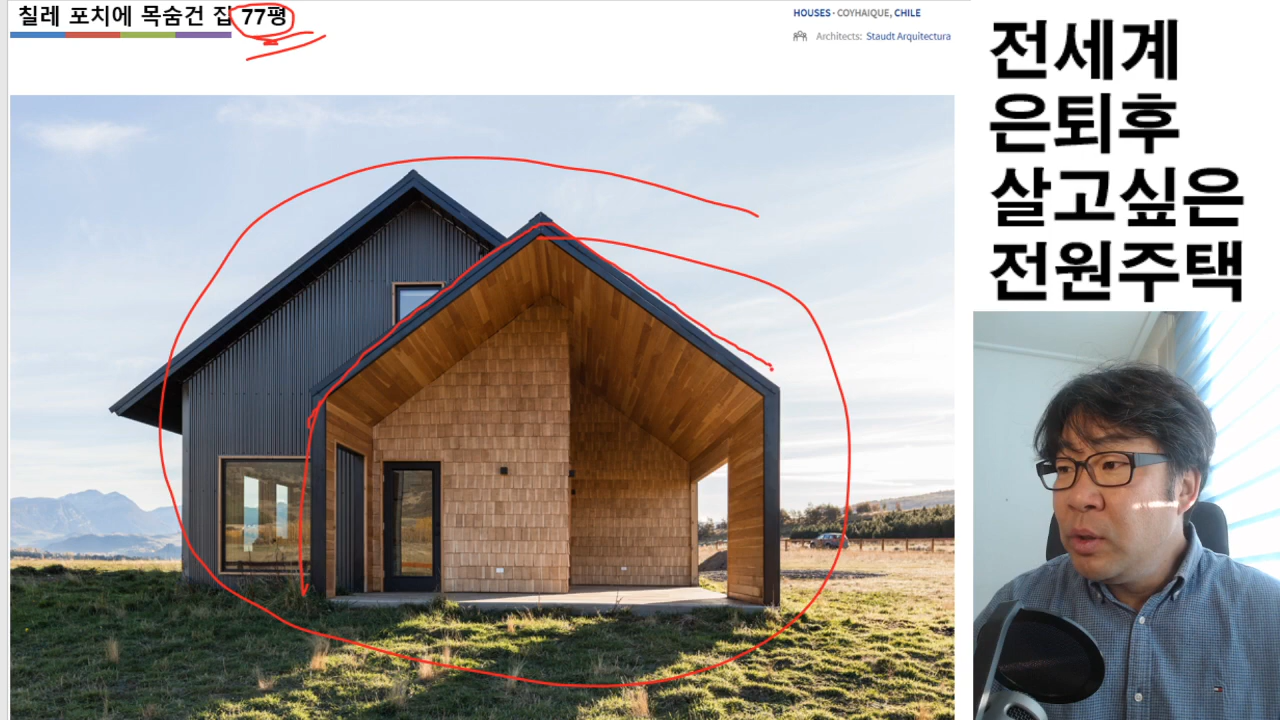 칠레 포치에 목숨건 집 77평
HOUSES · COYHAIQUE, CHILE
Architects: Staudt Arquitectura
전세계
은퇴후
살고싶은
전원주택